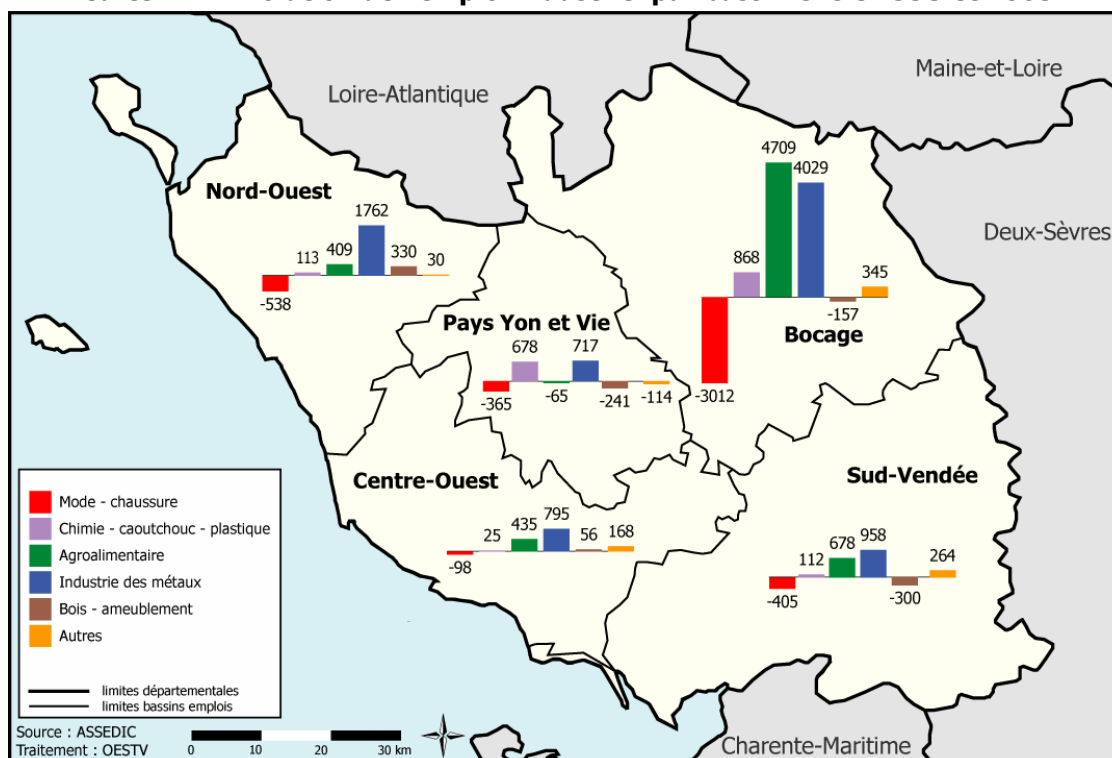 Maine-et-Loire
Loire-Atlantique
Deux-Sèvres
Nord-Ouest
1762
113
409
330
30
-538
4709
4029
868
345
-157
-3012
Bocage
Pays Yon et Vie
678
717
-365
-65
-241
-114
Centre-Ouest
25
435
795
56
168
-98
Sud-Vendée
112
678
958
264
-405
-300
Mode - chaussure
Chimie - caoutchouc - plastique
Agroalimentaire
Industrie des métaux
Bois - ameublement
Autres
limites départementales
limites bassins emplois
Source : ASSEDIC
Traitement : OESTV
0 10 20 30 km
Charente-Maritime